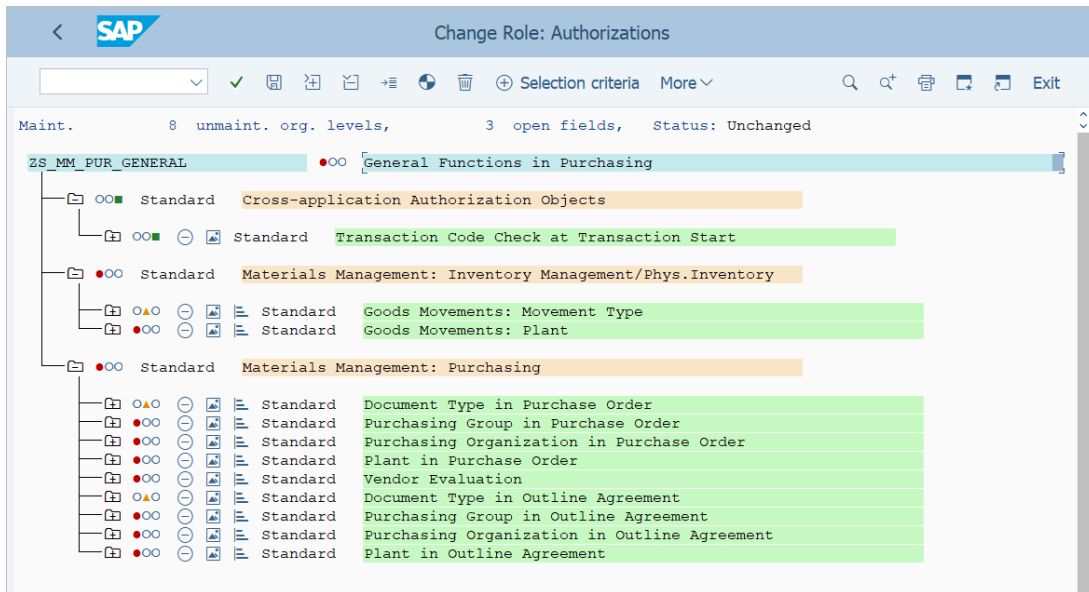 SAP
Change Role: Authorizations
Selection criteria More Exit
Maint. 8 unmaint. org. levels, 3 open fields, Status: Unchanged
ZS_MM_PUR_GENERAL General Functions in Purchasing
Standard Cross-application Authorization Objects
Standard Transaction Code Check at Transaction Start
Standard Materials Management: Inventory Management/Phys.Inventory
Standard Goods Movements: Movement Type
Standard Goods Movements: Plant
Standard Materials Management: Purchasing
Standard Document Type in Purchase Order
Standard Purchasing Group in Purchase Order
Standard Purchasing Organization in Purchase Order
Standard Plant in Purchase Order
Standard Vendor Evaluation
Standard Document Type in Outline Agreement
Standard Purchasing Group in Outline Agreement
Standard Purchasing Organization in Outline Agreement
Standard Plant in Outline Agreement